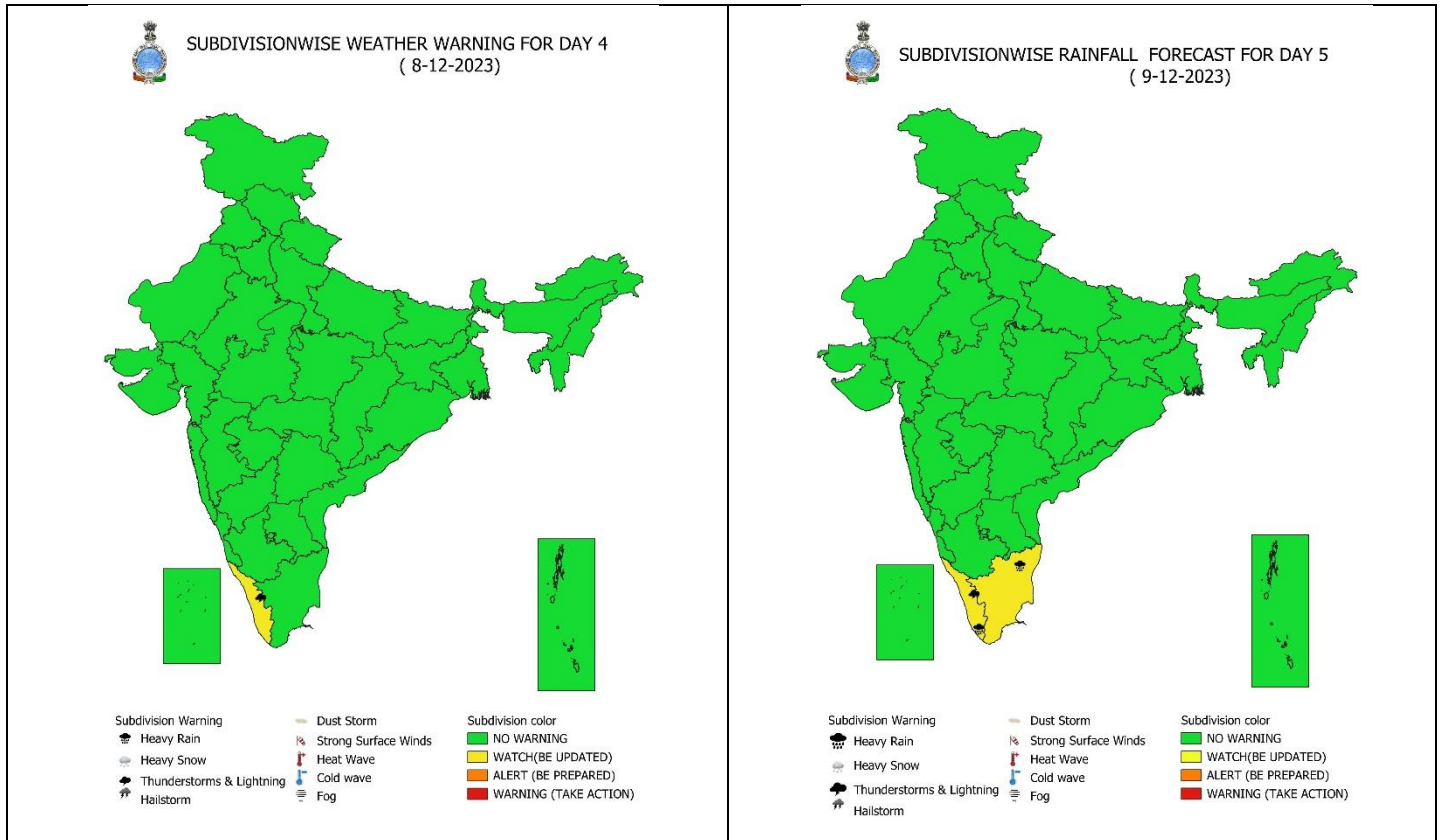 SUBDIVISIONWISE WEATHER WARNING FOR DAY 4
( 8-12-2023)
Subdivision Warning
Heavy Rain
Heavy Snow
Thunderstorms & Lightning
Hailstorm
Dust Storm
Strong Surface Winds
Heat Wave
Cold wave
Fog
Subdivision color
NO WARNING
WATCH(BE UPDATED)
ALERT (BE PREPARED)
WARNING (TAKE ACTION)
SUBDIVISIONWISE RAINFALL FORECAST FOR DAY 5
( 9-12-2023)
Subdivision Warning
Heavy Rain
Heavy Snow
Thunderstorms & Lightning
Hailstorm
Dust Storm
Strong Surface Winds
Heat Wave
Cold wave
Fog
Subdivision color
NO WARNING
WATCH(BE UPDATED)
ALERT (BE PREPARED)
WARNING (TAKE ACTION)